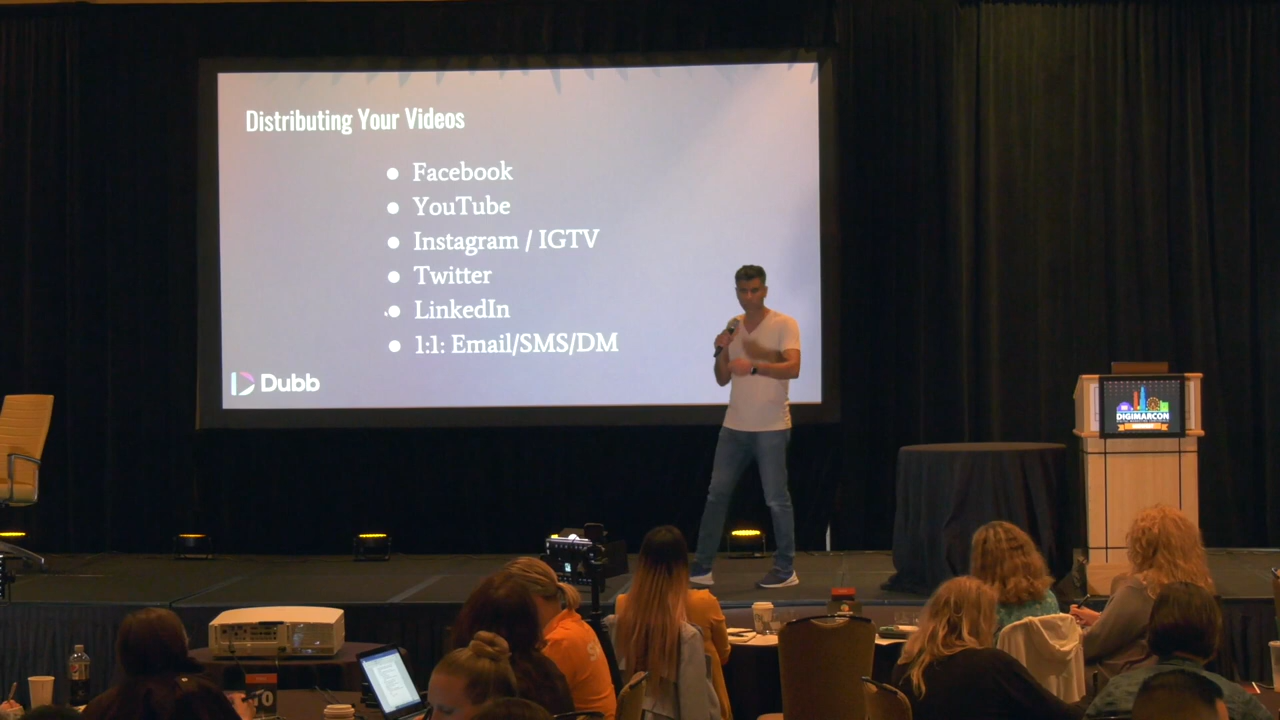 Distributing Your Videos
● Facebook
● YouTube
● Instagram / IGTV
● Twitter
● LinkedIn
● 1:1: Email/SMS/DM
Dubb
DIGIMARCON